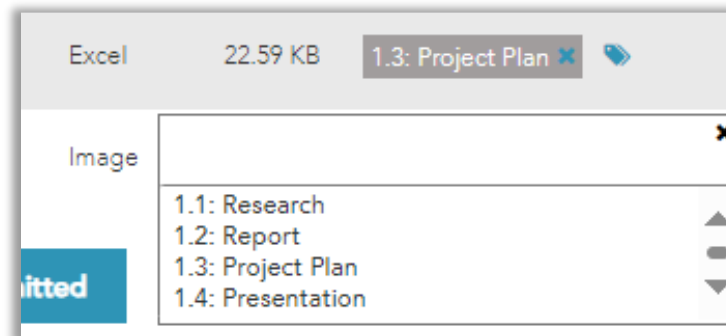 Excel 22.59 KB 1.3: Project Plan
Image
1.1: Research
1.2: Report
1.3: Project Plan
1.4: Presentation
itted